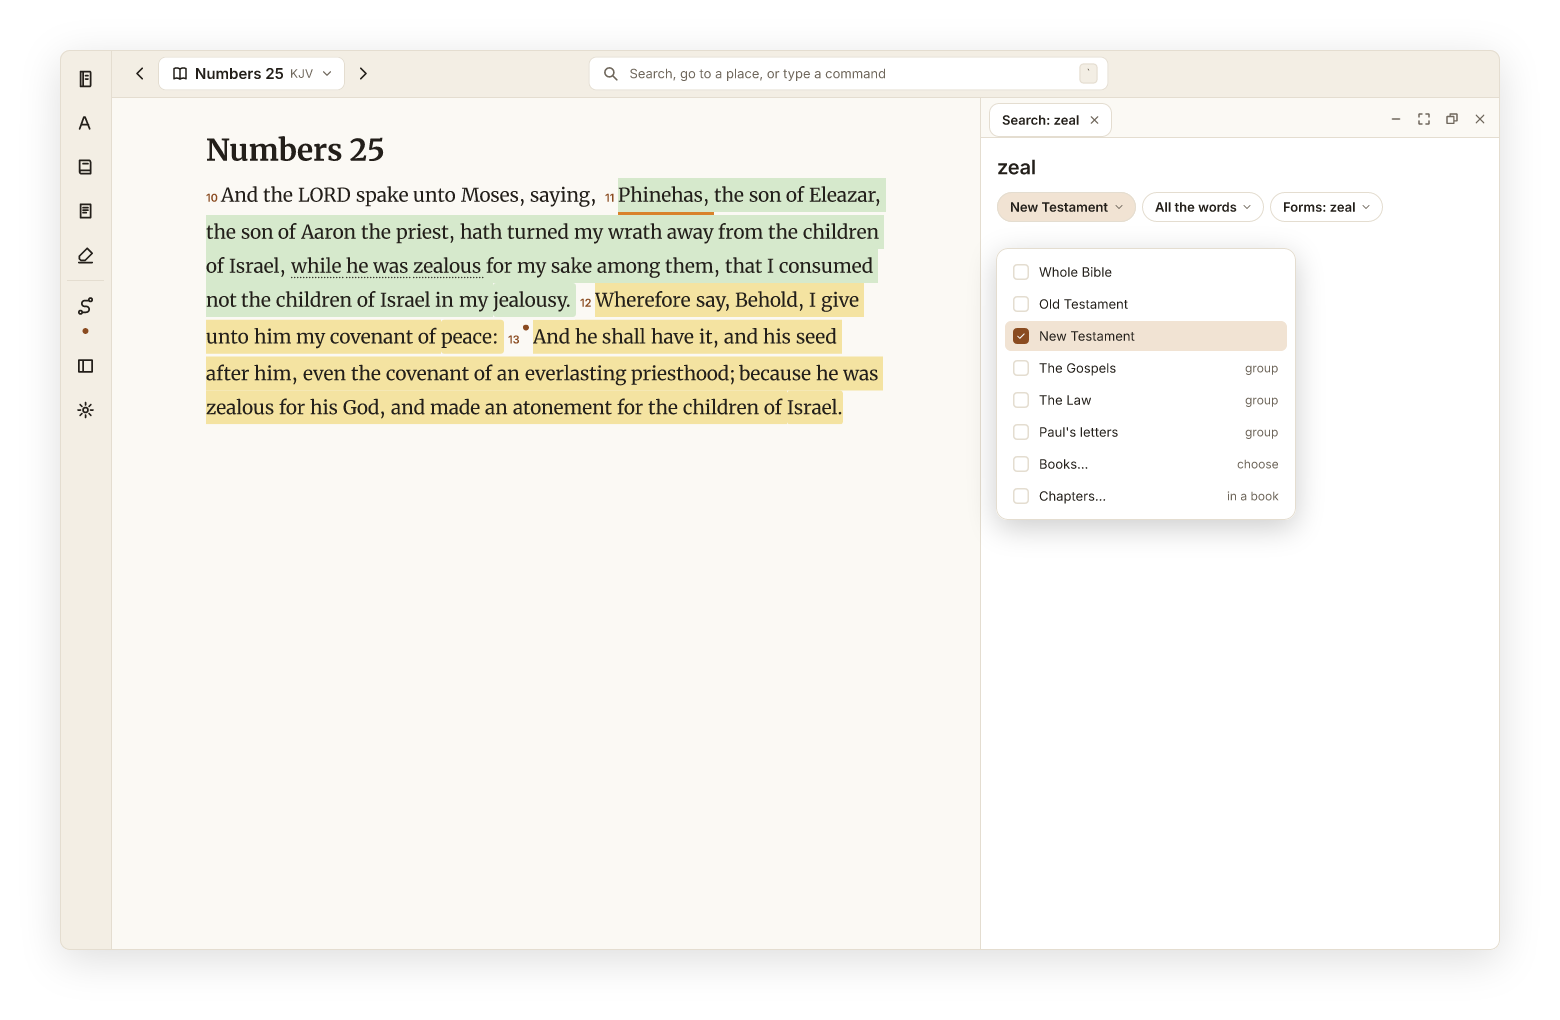 Numbers 25 KJV
Search, go to a place, or type a command
Numbers 25
10 And the LORD spake unto Moses, saying, 11 Phinehas, the son of Eleazar,
the son of Aaron the priest, hath turned my wrath away from the children
of Israel, while he was zealous for my sake among them, that I consumed
not the children of Israel in my jealousy. 12 Wherefore say, Behold, I give
unto him my covenant of peace: 13 And he shall have it, and his seed
after him, even the covenant of an everlasting priesthood; because he was
zealous for his God, and made an atonement for the children of Israel.
Search: zeal
zeal
New Testament
All the words
Forms: zeal
Whole Bible
Old Testament
New Testament
The Gospels group
The Law group
Paul's letters group
Books... choose
Chapters... in a book